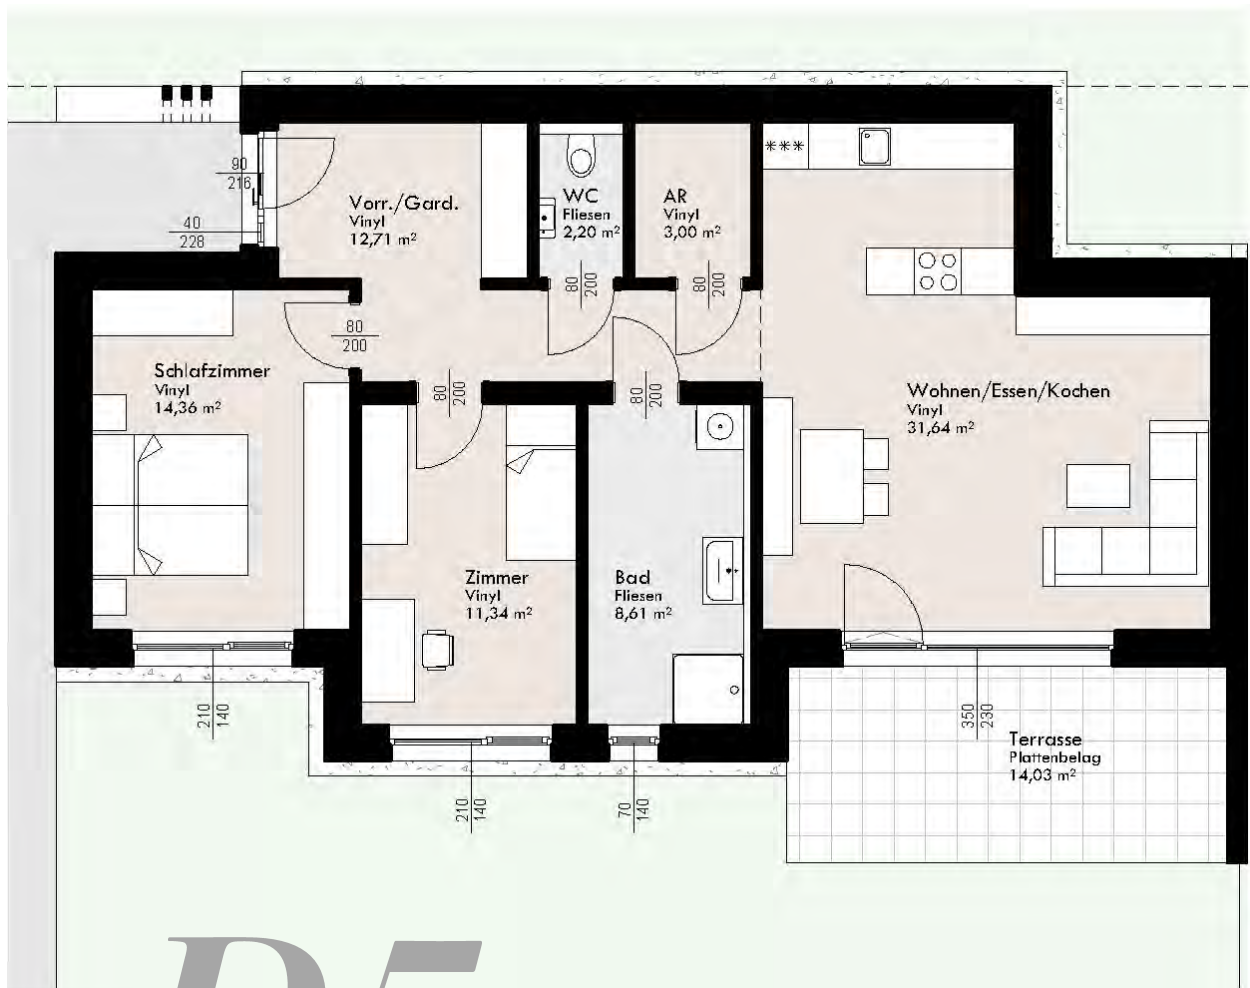 90
216
40
228
Vorr./Gard.
Vinyl
12,71 m²
WC
Fliesen
2,20 m²
AR
Vinyl
3,00 m²
***
80
200
80
200
80
200
80
200
80
200
Schlafzimmer
Vinyl
14,36 m²
Wohnen/Essen/Kochen
Vinyl
31,64 m²
Zimmer
Vinyl
11,34 m²
Bad
Fliesen
8,61 m²
210
140
350
230
Terrasse
Plattenbelag
14,03 m²
210
140
70
140